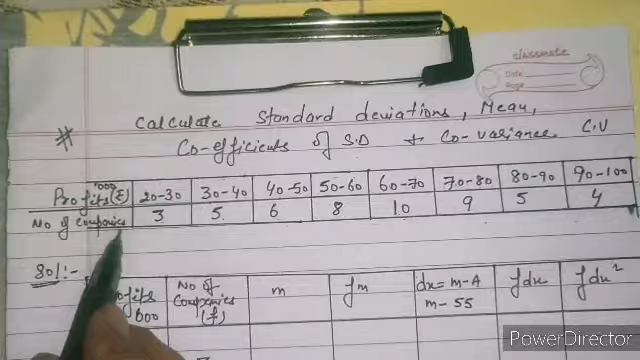 classmate
Date
Page
# Calculate Standard deviations, Mean,
Co-efficients of S.D + Co-variance C.V
Profits '000 (₹) 20-30 30-40 40-50 50-60 60-70 70-80 80-90 90-100
No of Companies 3 5 6 8 10 9 5 4
Sol:-
No of Companies (f) m fm dx = m-A m-55 fdx fdx²
PowerDirector